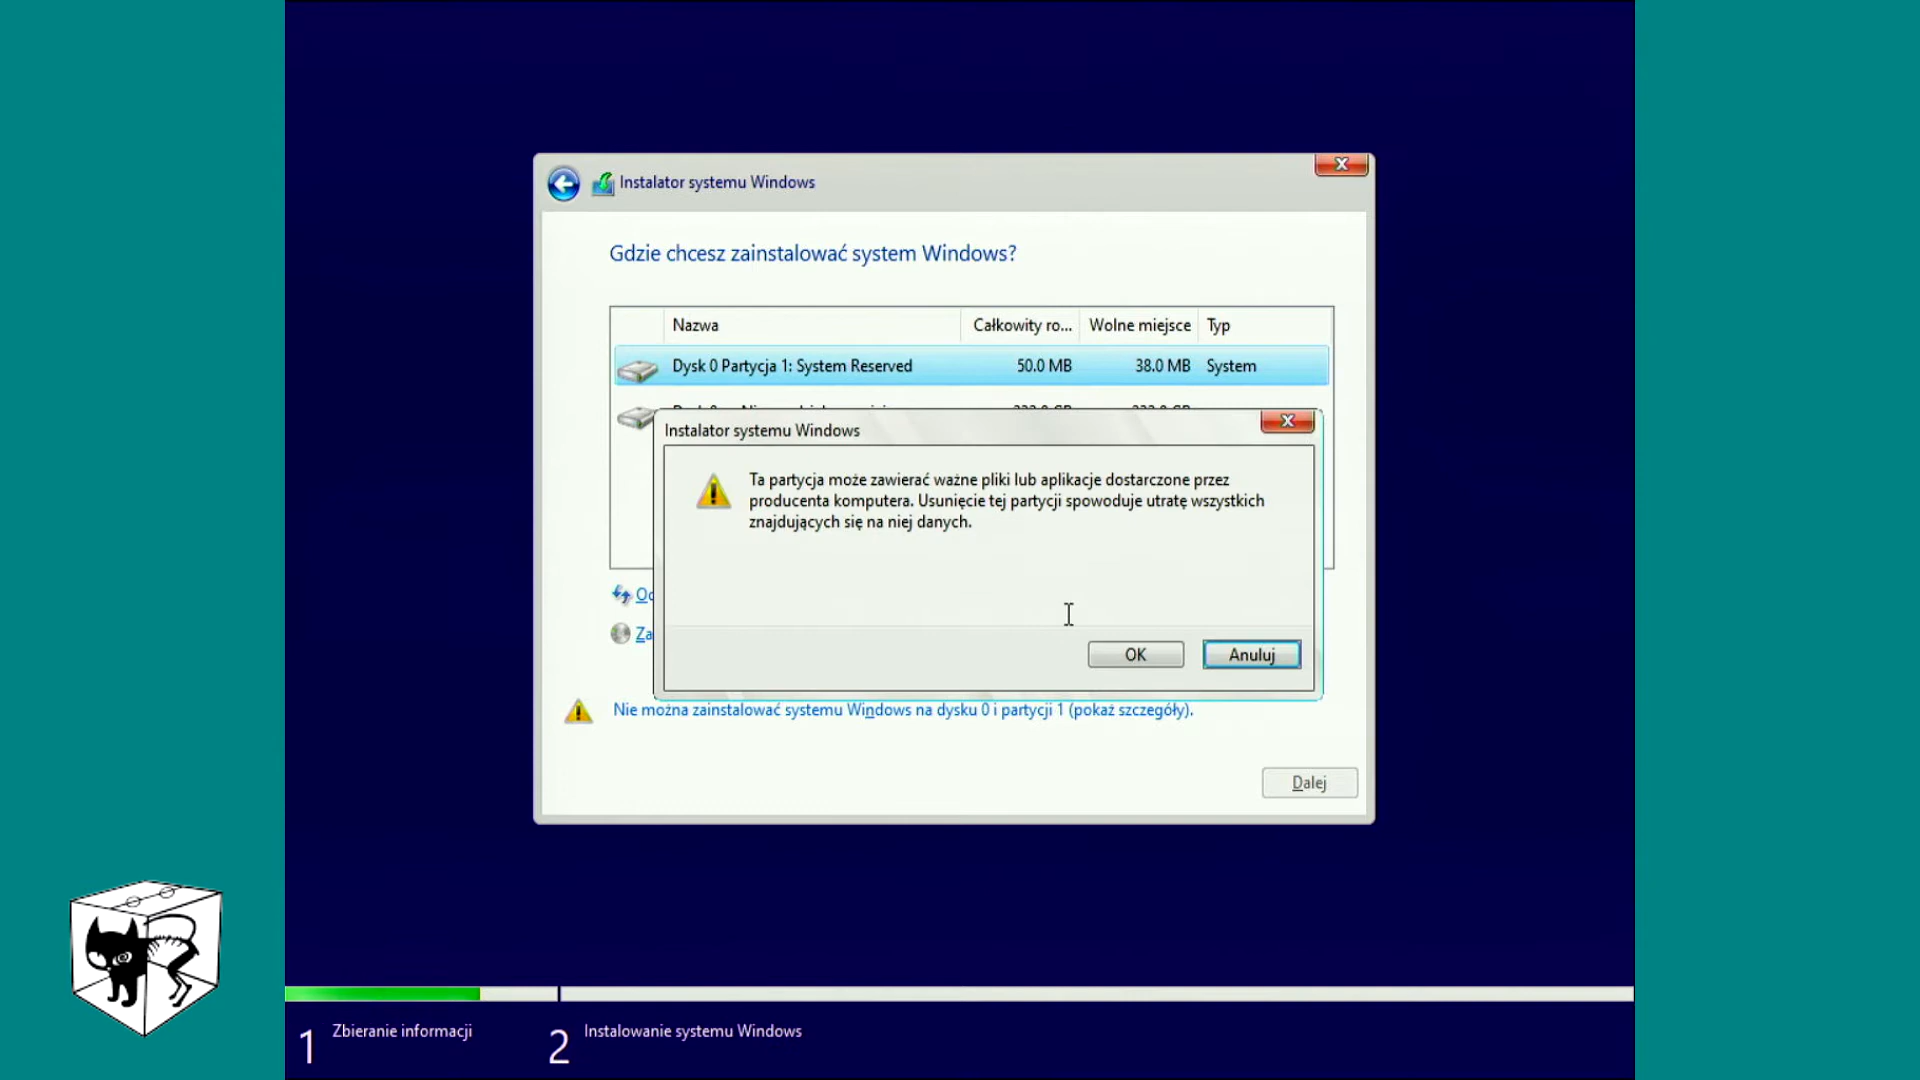 Instalator systemu Windows
Gdzie chcesz zainstalować system Windows?
Nazwa Całkowity ro... Wolne miejsce Typ
Dysk 0 Partycja 1: System Reserved 50.0 MB 38.0 MB System
Instalator systemu Windows
Ta partycja może zawierać ważne pliki lub aplikacje dostarczone przez
producenta komputera. Usunięcie tej partycji spowoduje utratę wszystkich
znajdujących się na niej danych.
OK Anuluj
Nie można zainstalować systemu Windows na dysku 0 i partycji 1 (pokaż szczegóły).
Dalej
1 Zbieranie informacji 2 Instalowanie systemu Windows